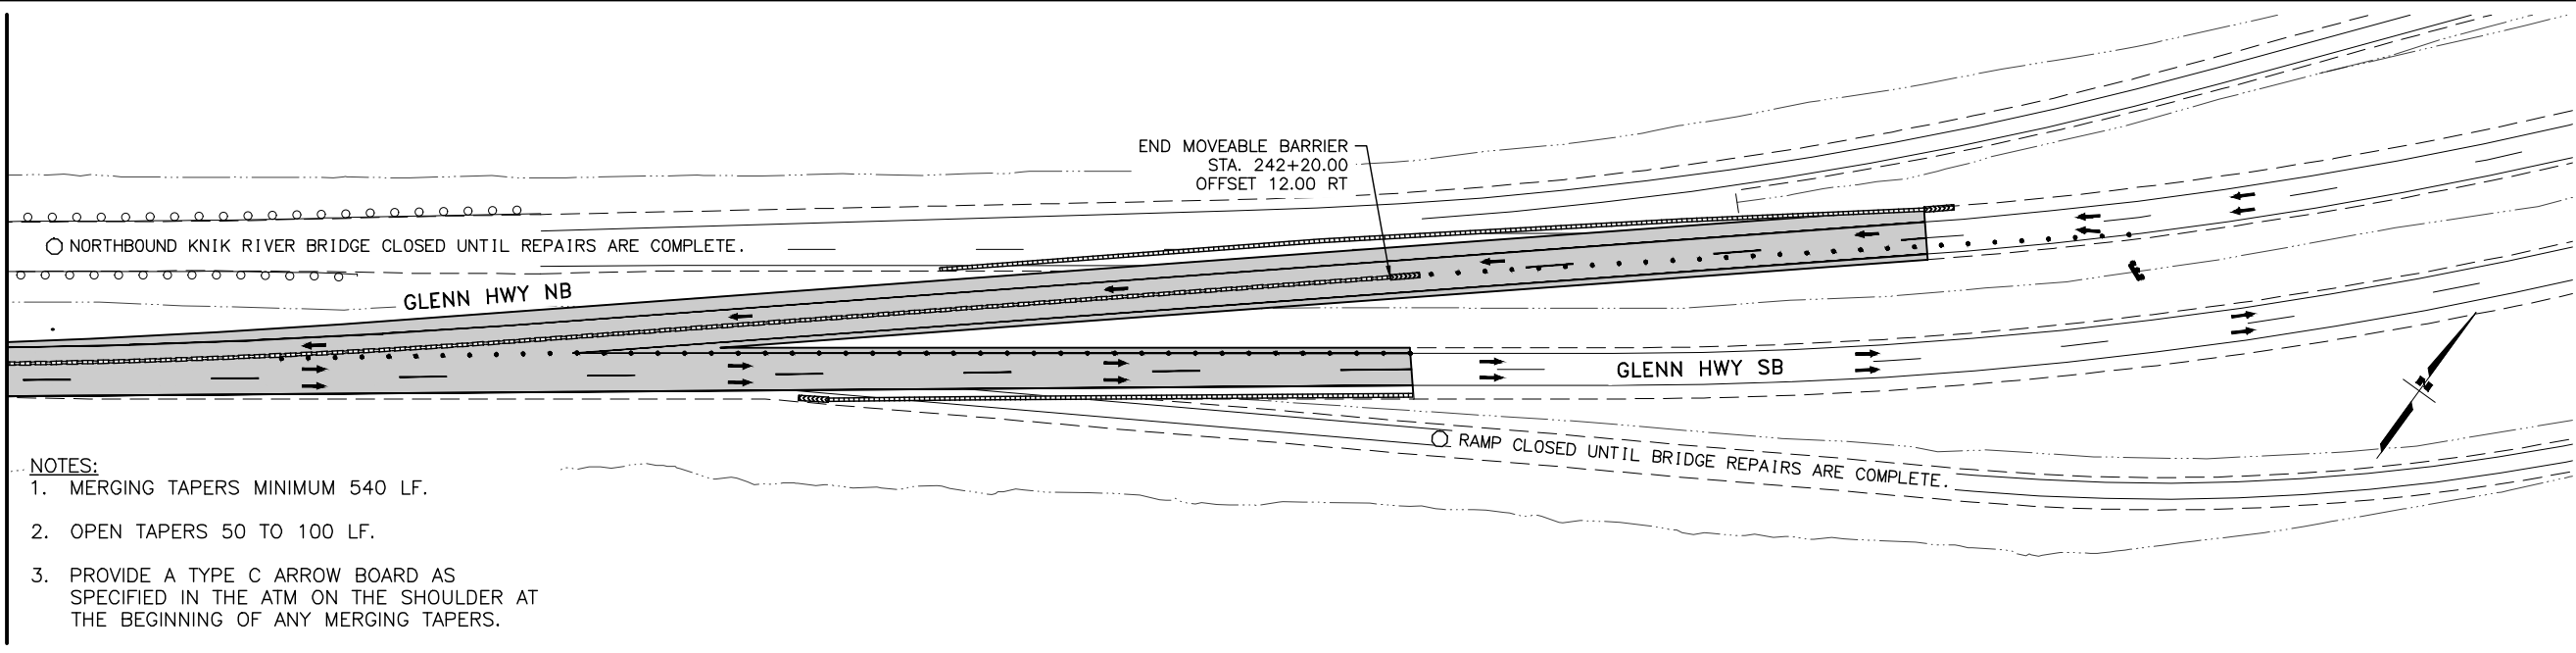 END MOVEABLE BARRIER
STA. 242+20.00
OFFSET 12.00 RT
NORTHBOUND KNIK RIVER BRIDGE CLOSED UNTIL REPAIRS ARE COMPLETE.
GLENN HWY NB
GLENN HWY SB
RAMP CLOSED UNTIL BRIDGE REPAIRS ARE COMPLETE.
NOTES:
1. MERGING TAPERS MINIMUM 540 LF.
2. OPEN TAPERS 50 TO 100 LF.
3. PROVIDE A TYPE C ARROW BOARD AS
SPECIFIED IN THE ATM ON THE SHOULDER AT
THE BEGINNING OF ANY MERGING TAPERS.